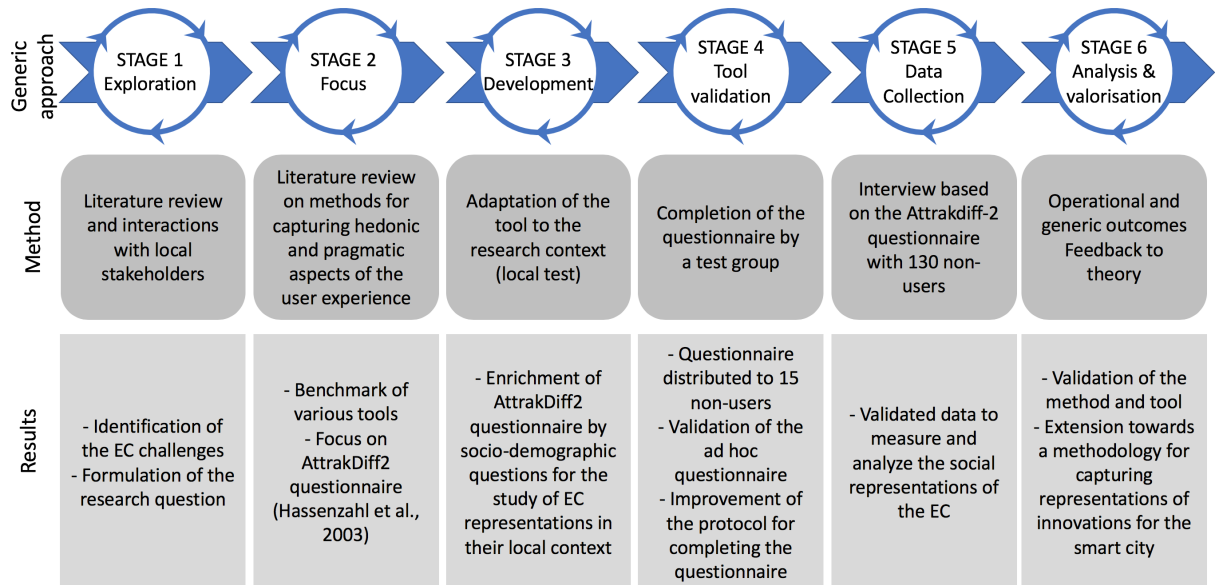 Generic
approach
STAGE 1
Exploration
STAGE 2
Focus
STAGE 3
Development
STAGE 4
Tool
validation
STAGE 5
Data
Collection
STAGE 6
Analysis &
valorisation
Method
Literature review
and interactions
with local
stakeholders
Literature review
on methods for
capturing hedonic
and pragmatic
aspects of the
user experience
Adaptation of the
tool to the
research context
(local test)
Completion of the
questionnaire by
a test group
Interview based
on the Attrakdiff-2
questionnaire
with 130 non-
users
Operational and
generic outcomes
Feedback to
theory
Results
- Identification of
the EC challenges
- Formulation of the
research question
- Benchmark of
various tools
- Focus on
AttrakDiff2
questionnaire
(Hassenzahl et al.,
2003)
- Enrichment of
AttrakDiff2
questionnaire by
socio-demographic
questions for the
study of EC
representations in
their local context
- Questionnaire
distributed to 15
non-users
- Validation of the
ad hoc
questionnaire
- Improvement of
the protocol for
completing the
questionnaire
- Validated data to
measure and
analyze the social
representations of
the EC
- Validation of the
method and tool
- Extension towards
a methodology for
capturing
representations of
innovations for the
smart city